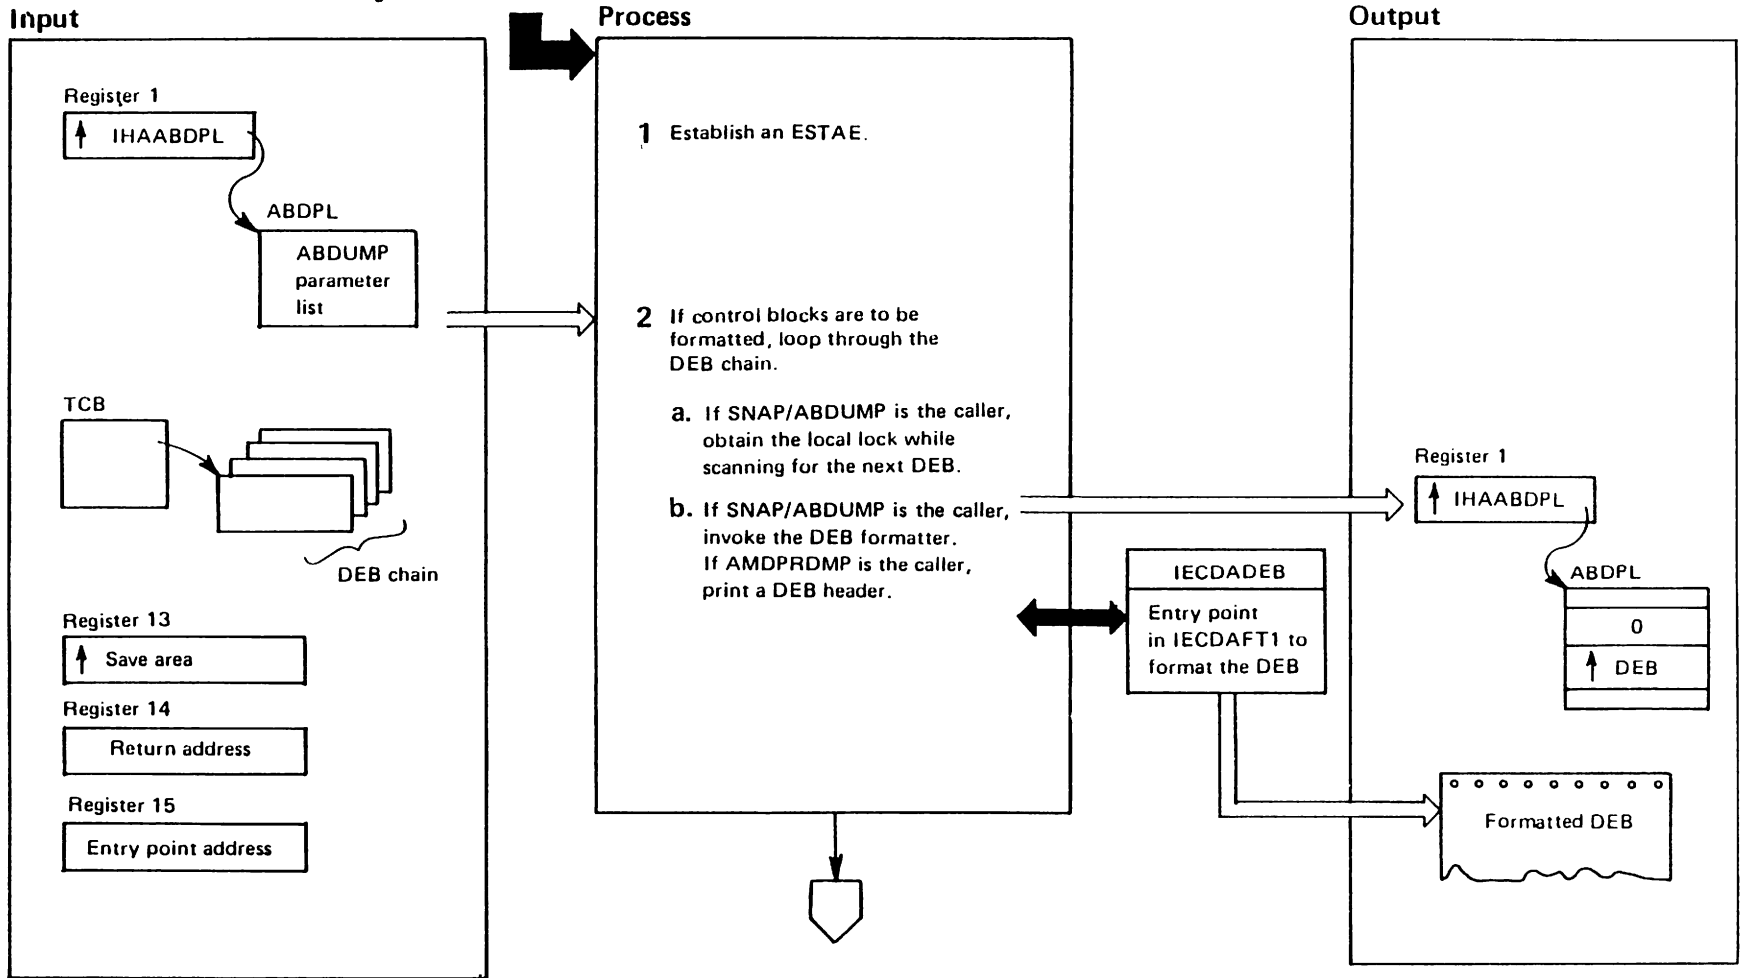 Input
Register 1
IHAABDPL
ABDPL
ABDUMP
parameter
list
TCB
DEB chain
Register 13
Save area
Register 14
Return address
Register 15
Entry point address
Process
1 Establish an ESTAE.
2 If control blocks are to be
formatted, loop through the
DEB chain.
a. If SNAP/ABDUMP is the caller,
obtain the local lock while
scanning for the next DEB.
b. If SNAP/ABDUMP is the caller,
invoke the DEB formatter.
If AMDPRDMP is the caller,
print a DEB header.
IECDADEB
Entry point
in IECDAFT1 to
format the DEB
Output
Register 1
IHAABDPL
ABDPL
0
DEB
Formatted DEB